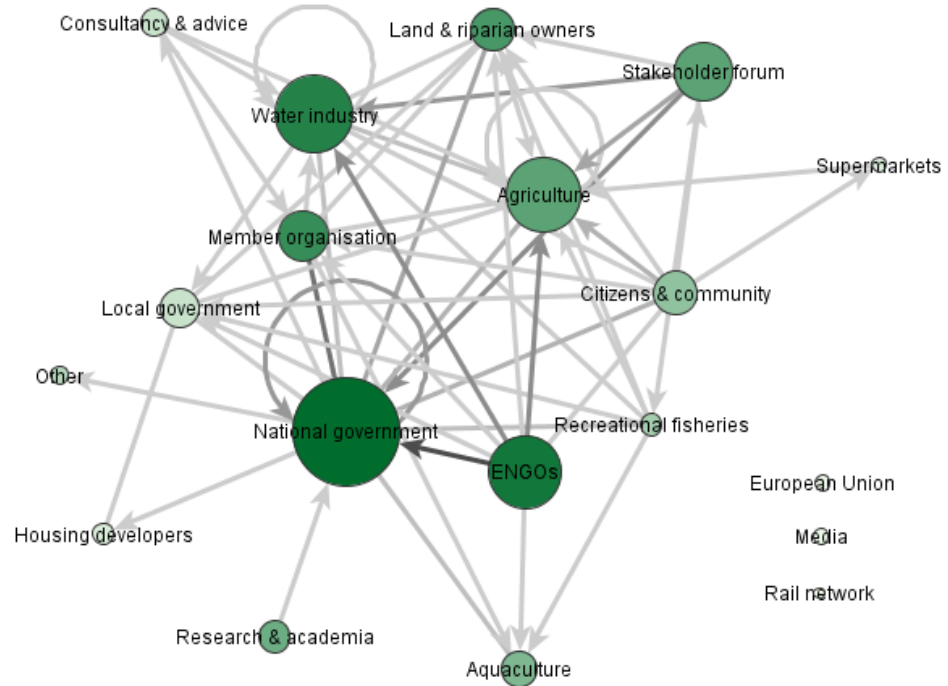 Consultancy & advice
Land & riparian owners
Stakeholder forum
Water industry
Supermarkets
Agriculture
Member organisation
Citizens & community
Local government
Other
National government
Recreational fisheries
ENGOs
European Union
Housing developers
Media
Rail network
Research & academia
Aquaculture